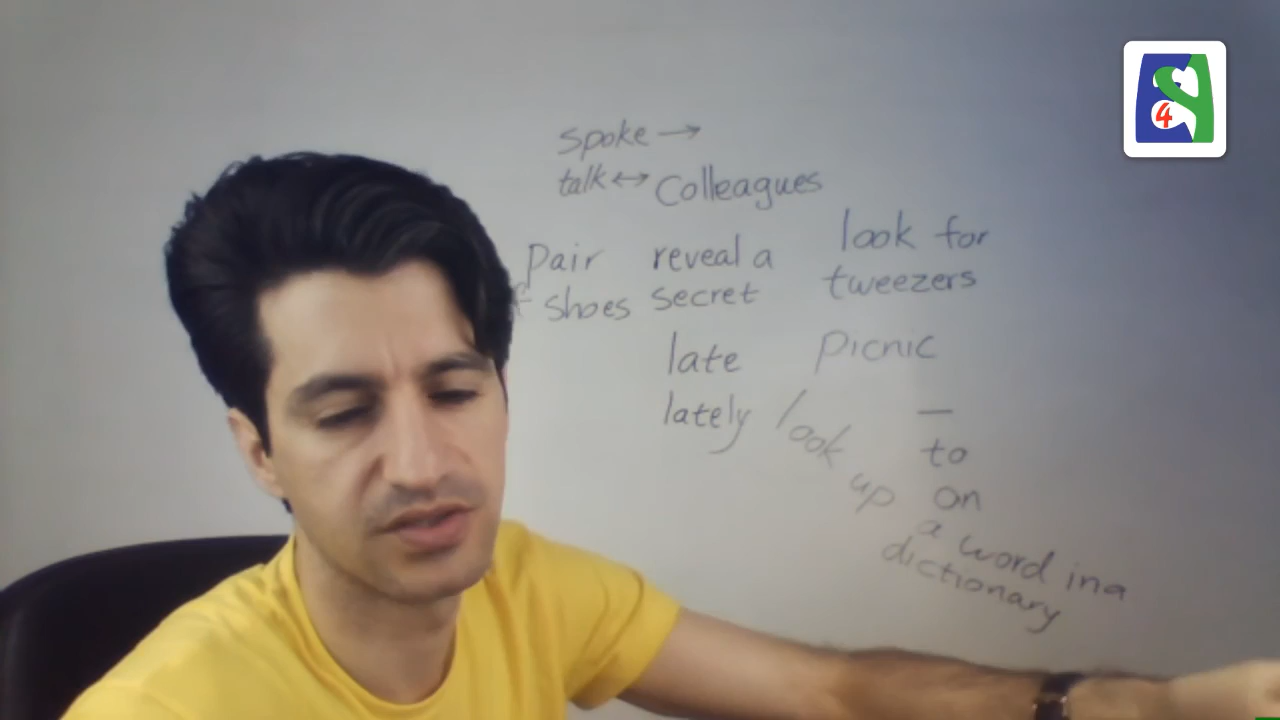 spoke →
talk ↔ Colleagues
Pair
f shoes
reveal a
secret
look for
tweezers
late
lately
Picnic
—
to
on
look
up
a word in a
dictionary
4